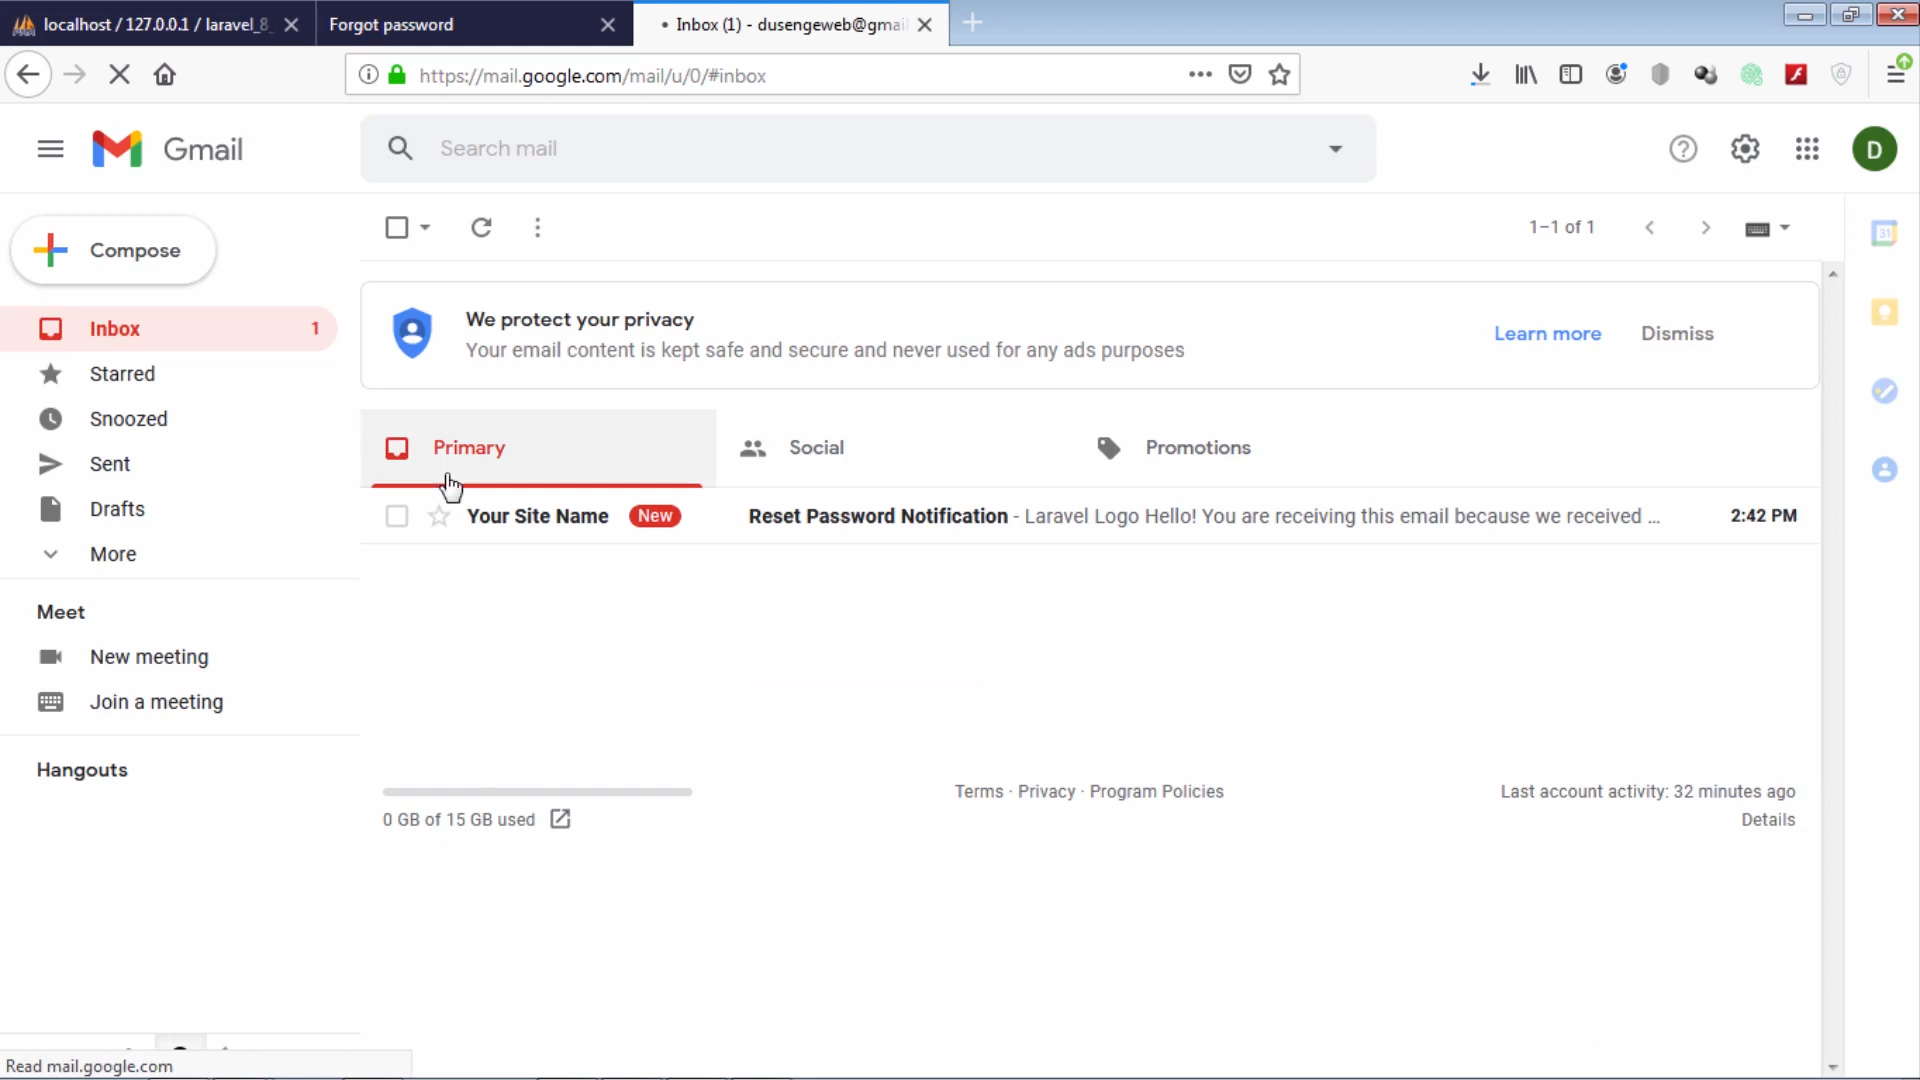 localhost / 127.0.0.1 / laravel_8_
Forgot password
• Inbox (1) - dusengeweb@gmail
https://mail.google.com/mail/u/0/#inbox
Gmail
Search mail
D
Compose
1–1 of 1
31
We protect your privacy
Your email content is kept safe and secure and never used for any ads purposes
Learn more
Dismiss
Inbox
1
Starred
Snoozed
Sent
Drafts
More
Primary
Social
Promotions
Your Site Name
New
Reset Password Notification - Laravel Logo Hello! You are receiving this email because we received ...
2:42 PM
Meet
New meeting
Join a meeting
Hangouts
0 GB of 15 GB used
Terms · Privacy · Program Policies
Last account activity: 32 minutes ago
Details
Read mail.google.com